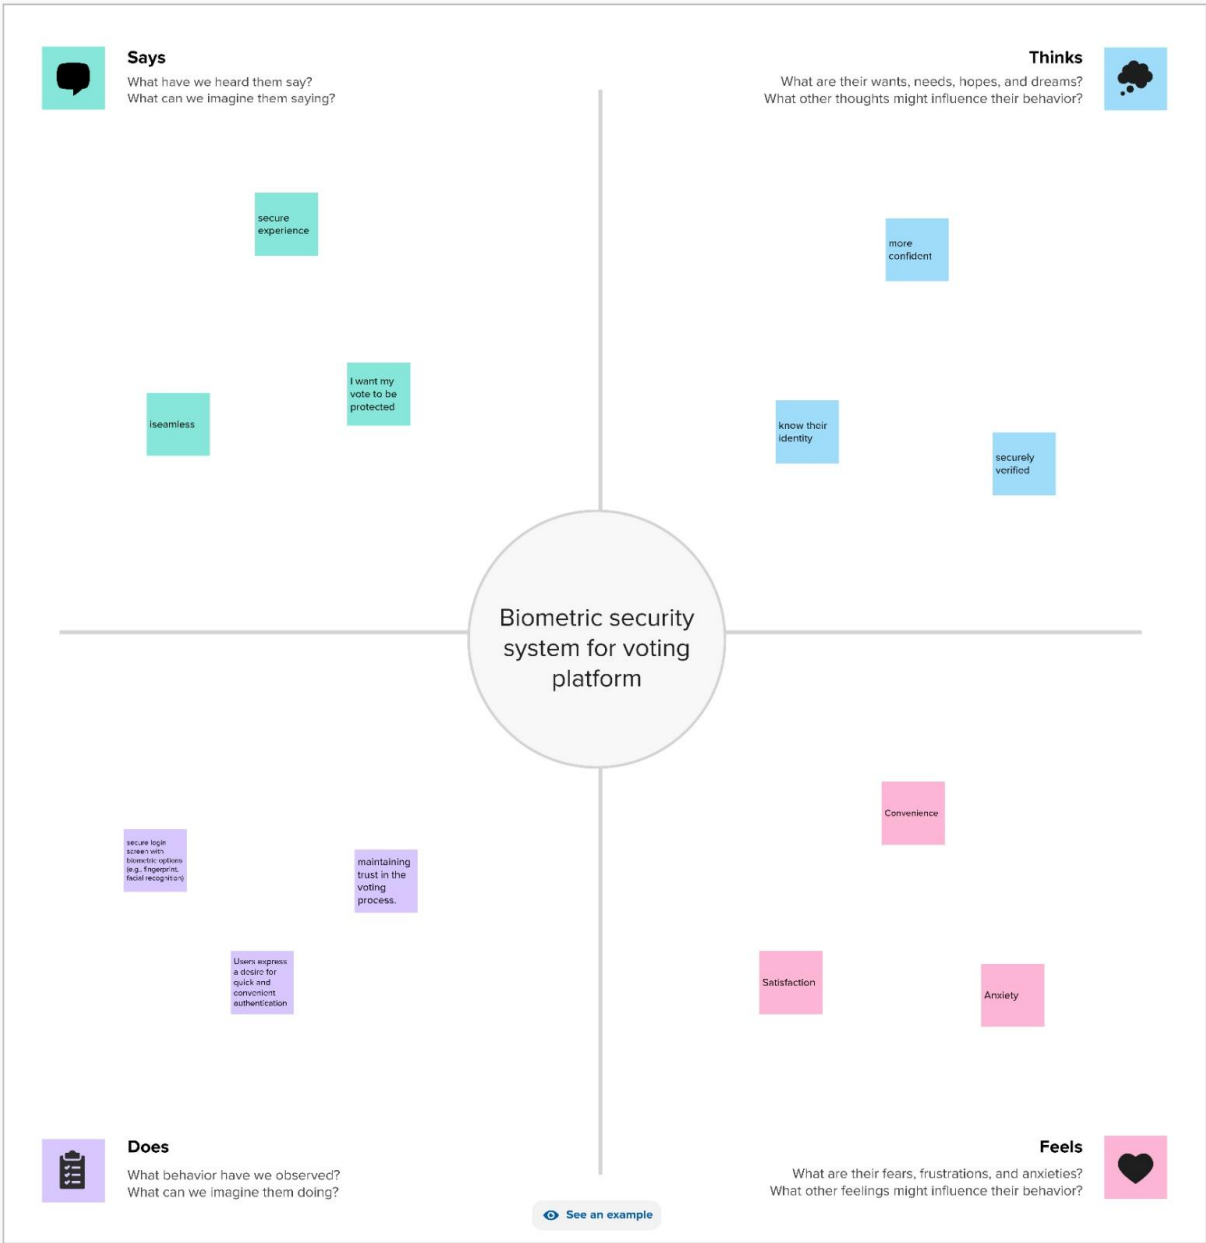 Says
What have we heard them say?
What can we imagine them saying?
Thinks
What are their wants, needs, hopes, and dreams?
What other thoughts might influence their behavior?
secure
experience
I want my
vote to be
protected
iseamless
more
confident
know their
identity
securely
verified
Biometric security
system for voting
platform
secure login
screen with
biometric options
(e.g., fingerprint,
facial recognition)
maintaining
trust in the
voting
process.
Users express
a desire for
quick and
convenient
authentication
Convenience
Satisfaction
Anxiety
Does
What behavior have we observed?
What can we imagine them doing?
Feels
What are their fears, frustrations, and anxieties?
What other feelings might influence their behavior?
See an example